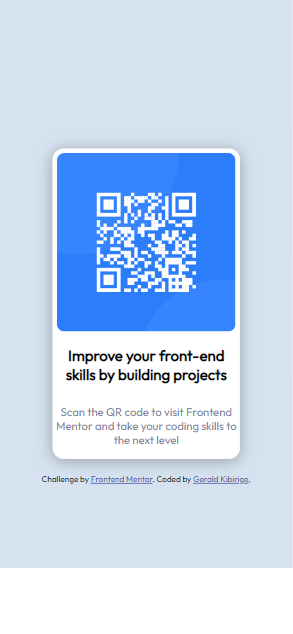 Improve your front-end
skills by building projects
Scan the QR code to visit Frontend
Mentor and take your coding skills to
the next level
Challenge by Frontend Mentor. Coded by Gerald Kibirige.